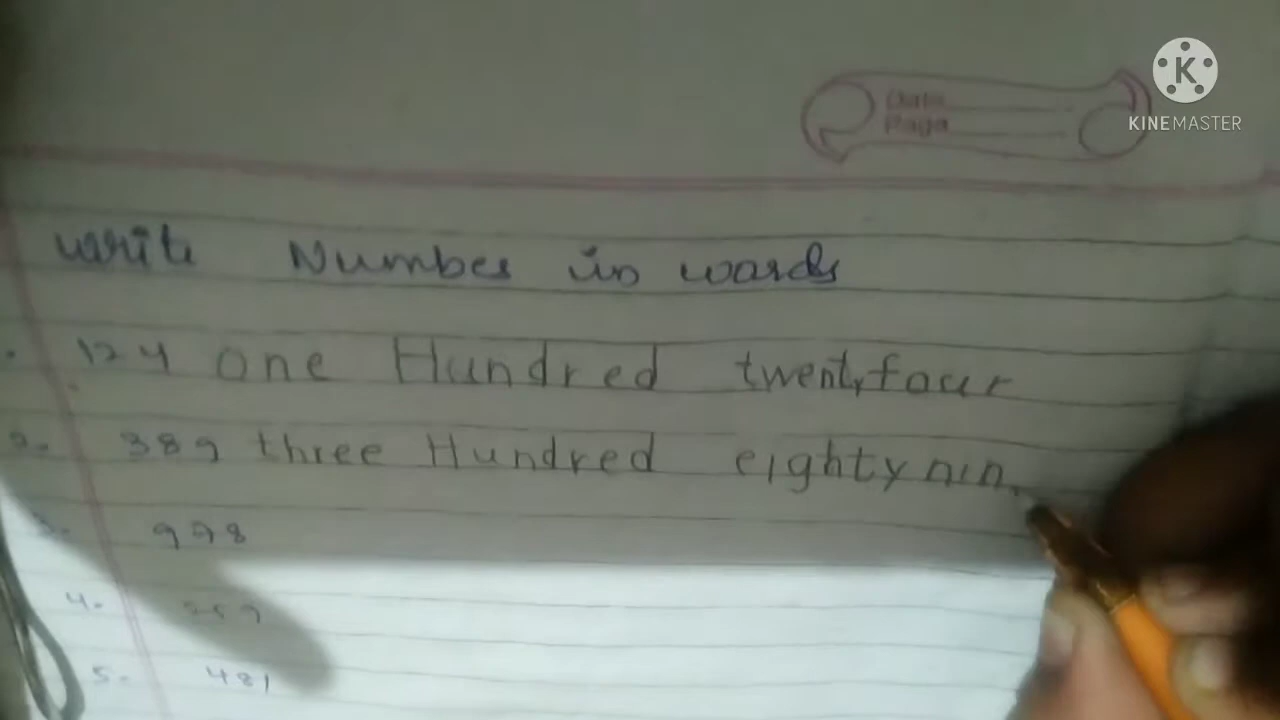 KINEMASTER
Date
Page
Write Number in words
124 one Hundred twentyfour
2. 389 three Hundred eightynin
3. 998
4.
5. 481